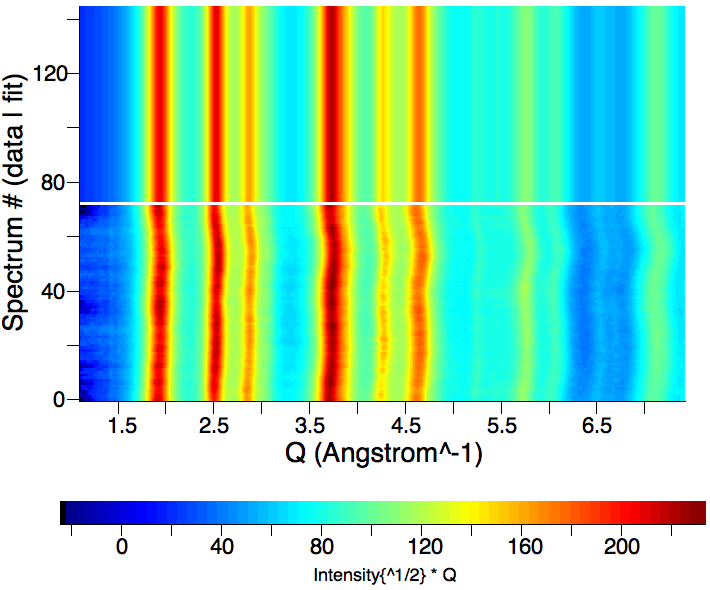 Spectrum # (data | fit)
120
80
40
0
1.5 2.5 3.5 4.5 5.5 6.5
Q (Angstrom^-1)
0 40 80 120 160 200
Intensity{^1/2} * Q